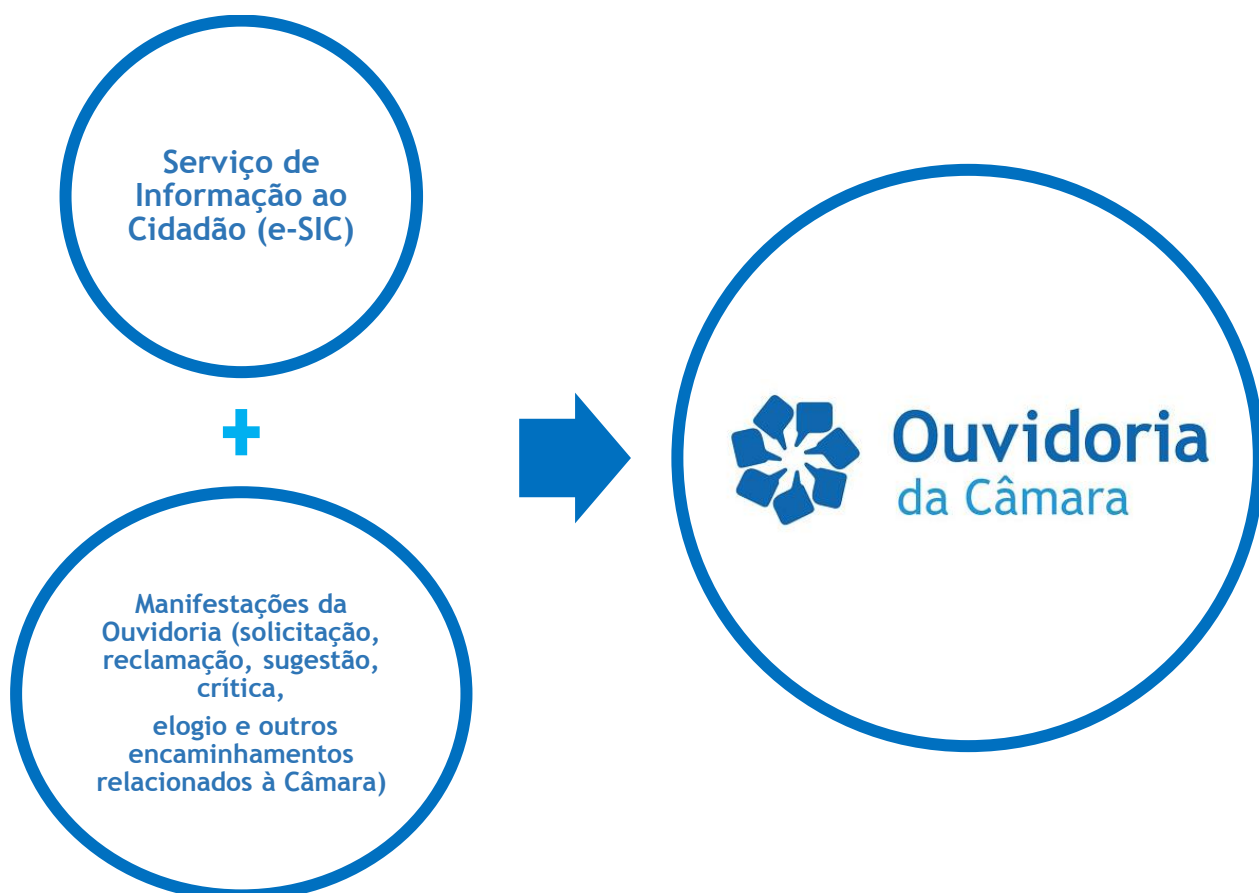 Serviço de
Informação ao
Cidadão (e-SIC)
Manifestações da
Ouvidoria (solicitação,
reclamação, sugestão,
crítica,
elogio e outros
encaminhamentos
relacionados à Câmara)
Ouvidoria
da Câmara